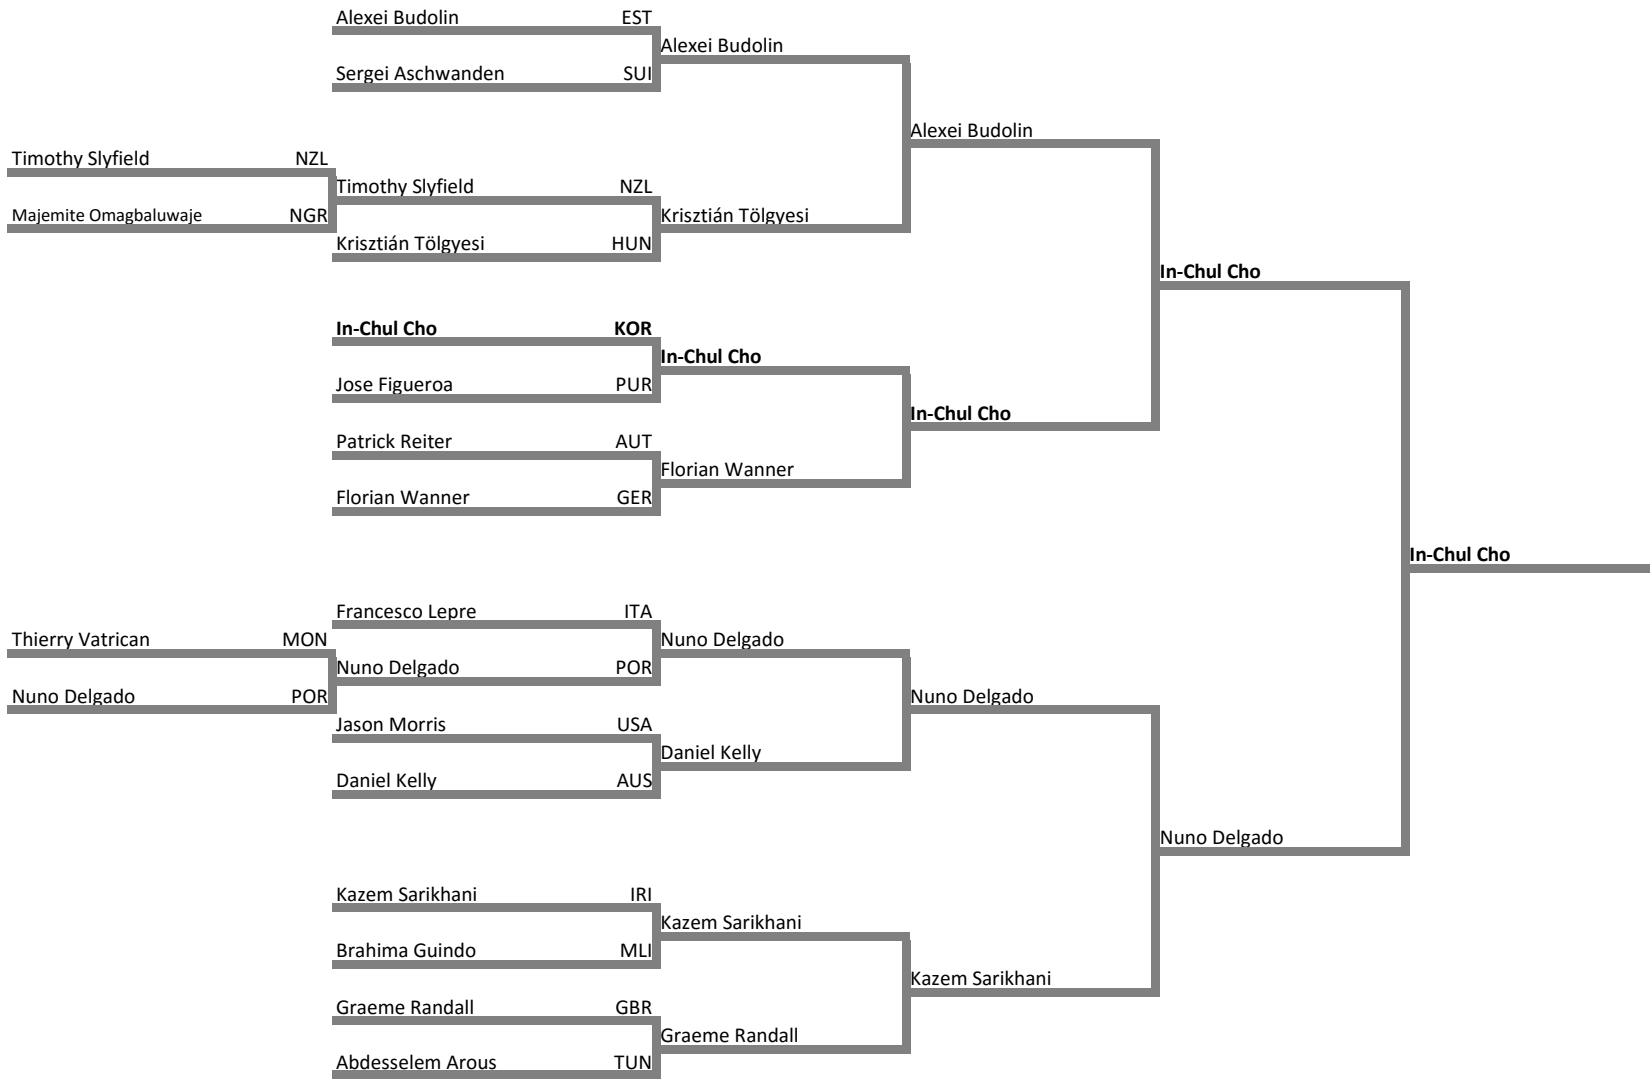 Alexei Budolin EST
Alexei Budolin
Sergei Aschwanden SUI
Alexei Budolin
Timothy Slyfield NZL
Timothy Slyfield NZL
Majemite Omagbaluwaje NGR
Krisztián Tölgyesi
Krisztián Tölgyesi HUN
In-Chul Cho
In-Chul Cho KOR
In-Chul Cho
Jose Figueroa PUR
In-Chul Cho
Patrick Reiter AUT
Florian Wanner
Florian Wanner GER
In-Chul Cho
Francesco Lepre ITA
Thierry Vatrican MON
Nuno Delgado
Nuno Delgado POR
Nuno Delgado POR
Nuno Delgado
Jason Morris USA
Daniel Kelly
Daniel Kelly AUS
Nuno Delgado
Kazem Sarikhani IRI
Kazem Sarikhani
Brahima Guindo MLI
Kazem Sarikhani
Graeme Randall GBR
Graeme Randall
Abdesselem Arous TUN